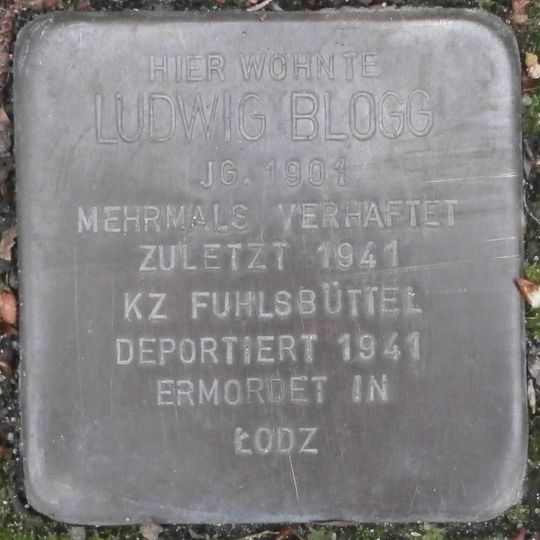 HIER WOHNTE
LUDWIG BLOGG
JG. 1901
MEHRMALS VERHAFTET
ZULETZT 1941
KZ FUHLSBÜTTEL
DEPORTIERT 1941
ERMORDET IN
ŁODZ